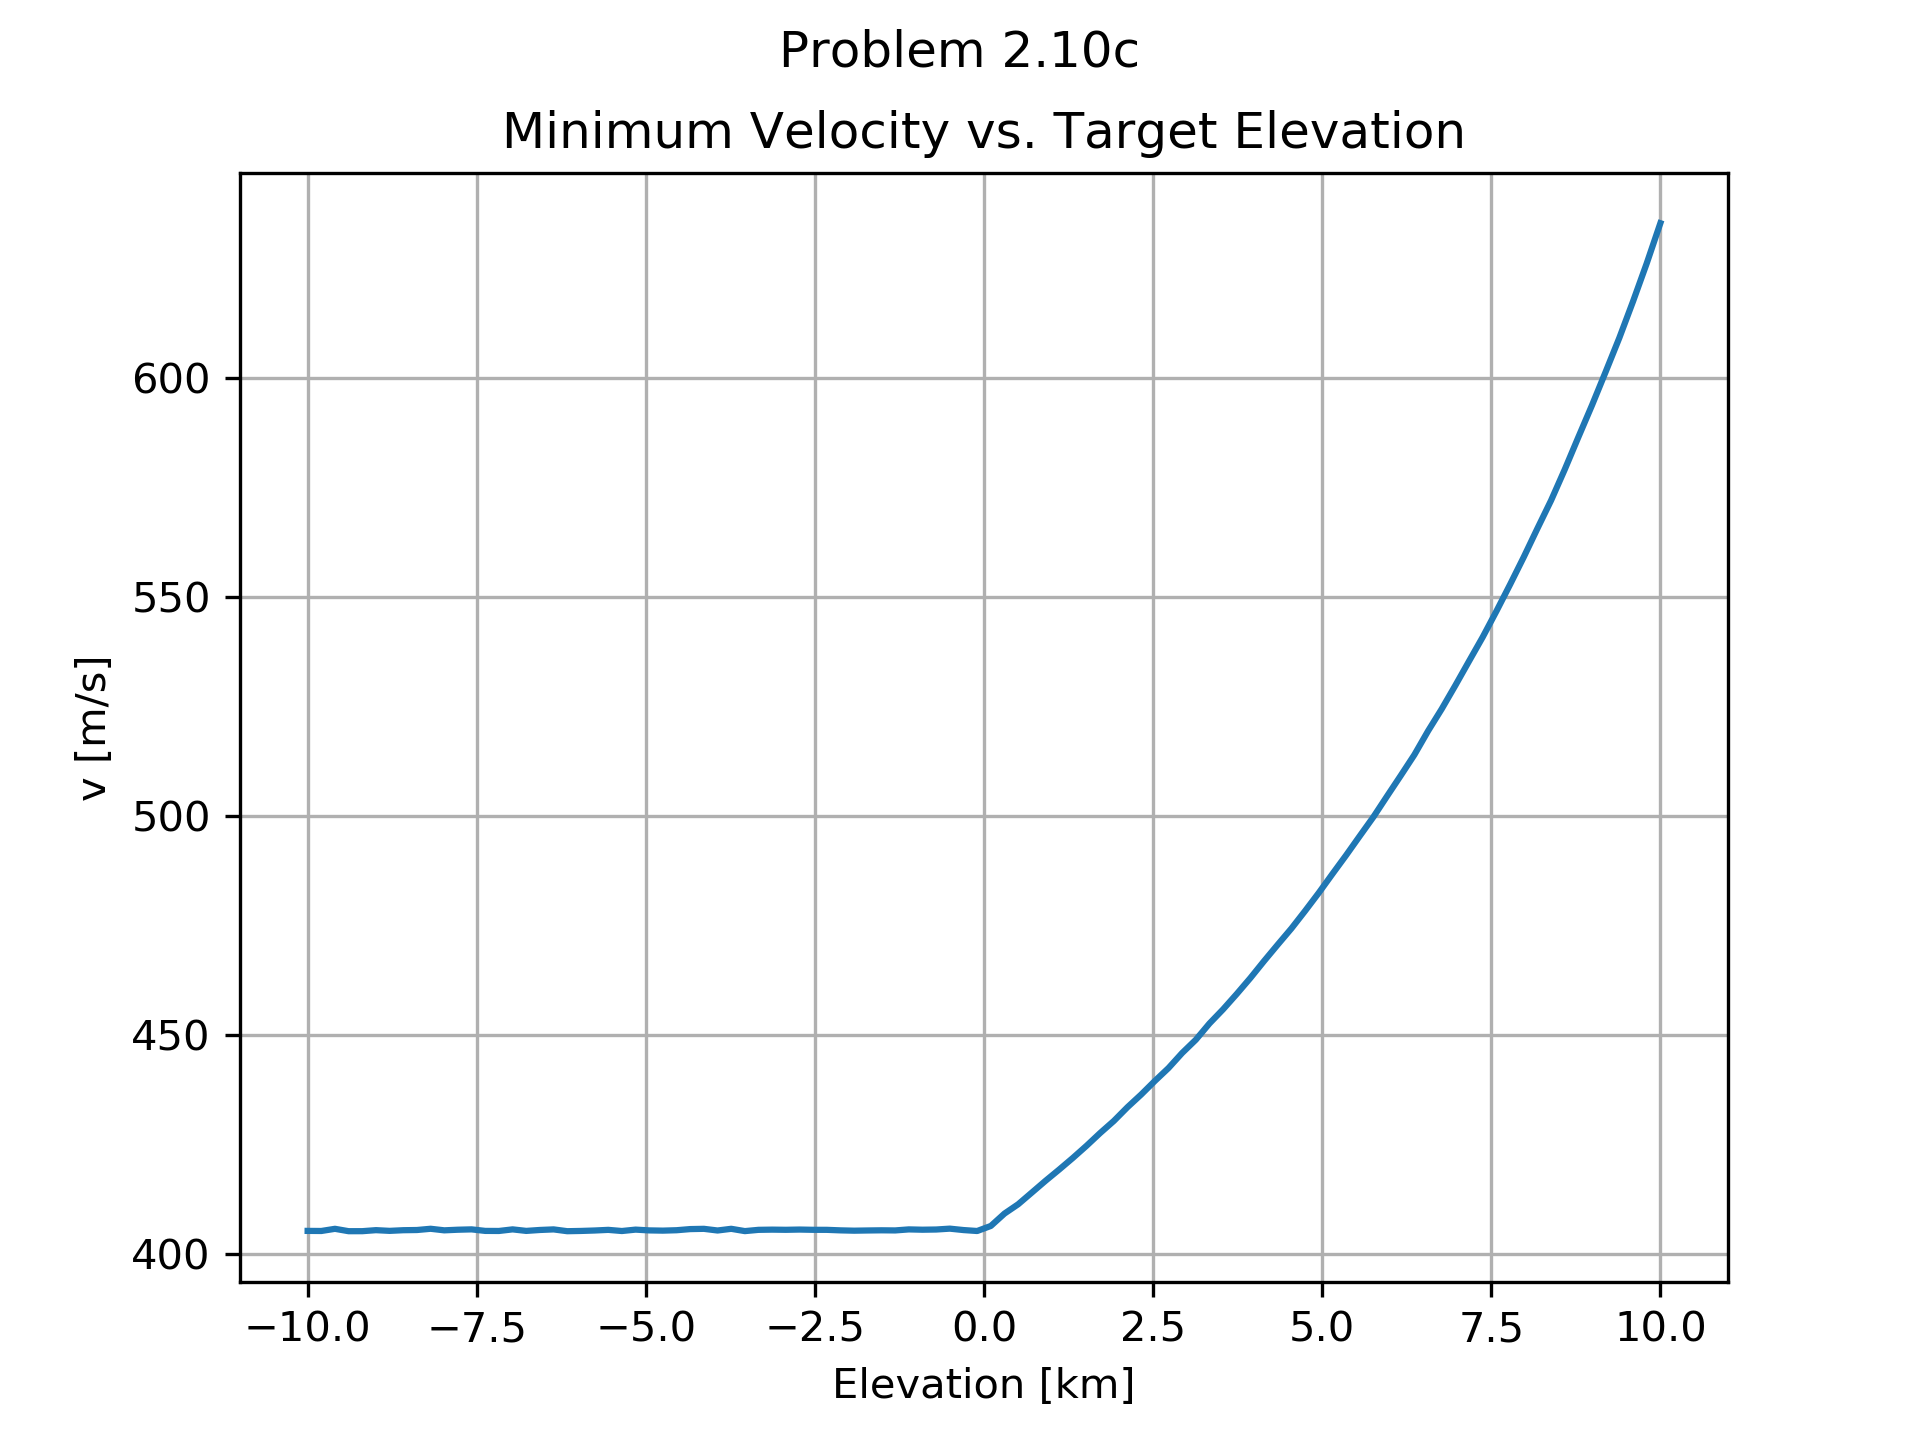 Problem 2.10c
Minimum Velocity vs. Target Elevation
v [m/s]
600
550
500
450
400
−10.0 −7.5 −5.0 −2.5 0.0 2.5 5.0 7.5 10.0
Elevation [km]